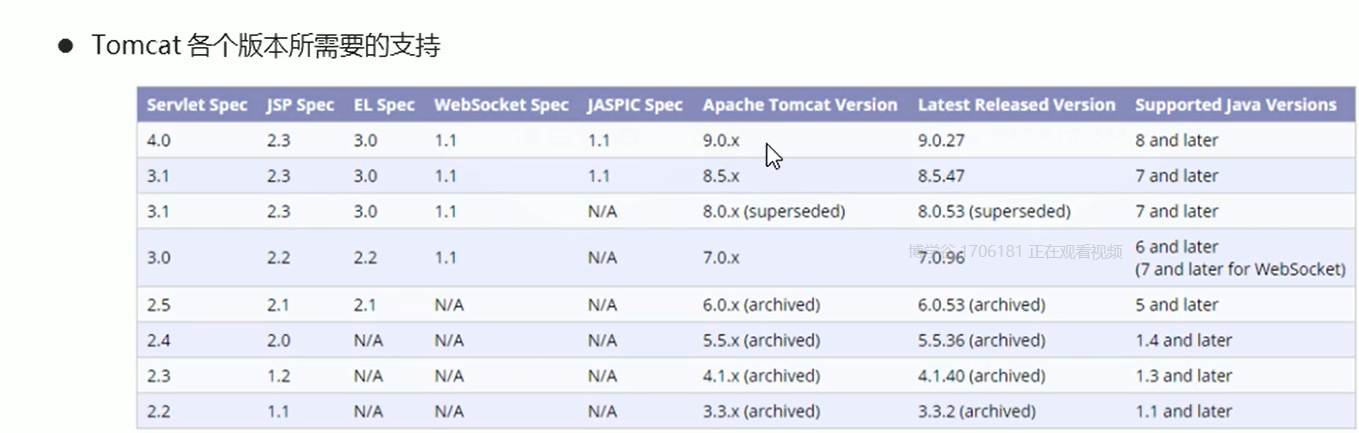 ● Tomcat 各个版本所需要的支持
Servlet Spec JSP Spec EL Spec WebSocket Spec JASPIC Spec Apache Tomcat Version Latest Released Version Supported Java Versions
4.0 2.3 3.0 1.1 1.1 9.0.x 9.0.27 8 and later
3.1 2.3 3.0 1.1 1.1 8.5.x 8.5.47 7 and later
3.1 2.3 3.0 1.1 N/A 8.0.x (superseded) 8.0.53 (superseded) 7 and later
3.0 2.2 2.2 1.1 N/A 7.0.x 7.0.96 6 and later
(7 and later for WebSocket)
博学谷 1706181 正在观看视频
2.5 2.1 2.1 N/A N/A 6.0.x (archived) 6.0.53 (archived) 5 and later
2.4 2.0 N/A N/A N/A 5.5.x (archived) 5.5.36 (archived) 1.4 and later
2.3 1.2 N/A N/A N/A 4.1.x (archived) 4.1.40 (archived) 1.3 and later
2.2 1.1 N/A N/A N/A 3.3.x (archived) 3.3.2 (archived) 1.1 and later